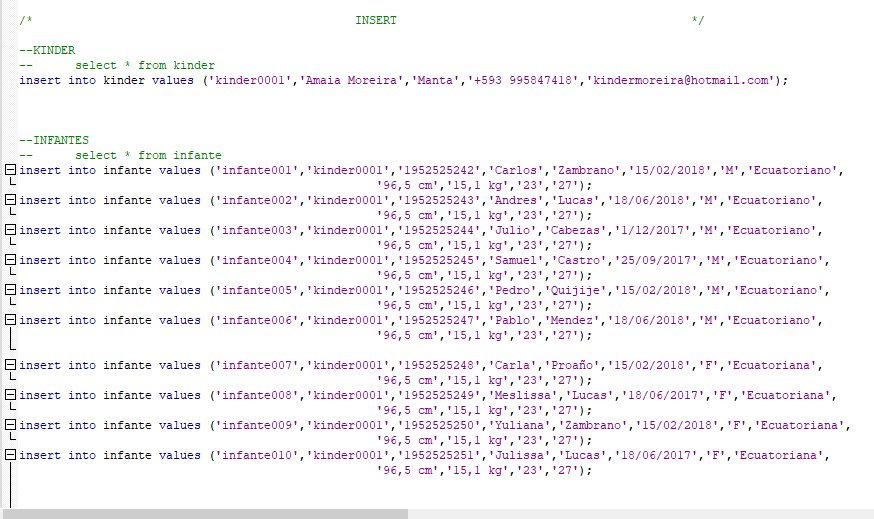 /* INSERT */
--KINDER
-- select * from kinder
insert into kinder values ('kinder0001','Amaia Moreira','Manta','+593 995847418','kindermoreira@hotmail.com');
--INFANTES
-- select * from infante
insert into infante values ('infante001','kinder0001','1952525242','Carlos','Zambrano','15/02/2018','M','Ecuatoriano',
'96,5 cm','15,1 kg','23','27');
insert into infante values ('infante002','kinder0001','1952525243','Andres','Lucas','18/06/2018','M','Ecuatoriano',
'96,5 cm','15,1 kg','23','27');
insert into infante values ('infante003','kinder0001','1952525244','Julio','Cabezas','1/12/2017','M','Ecuatoriano',
'96,5 cm','15,1 kg','23','27');
insert into infante values ('infante004','kinder0001','1952525245','Samuel','Castro','25/09/2017','M','Ecuatoriano',
'96,5 cm','15,1 kg','23','27');
insert into infante values ('infante005','kinder0001','1952525246','Pedro','Quijije','15/02/2018','M','Ecuatoriano',
'96,5 cm','15,1 kg','23','27');
insert into infante values ('infante006','kinder0001','1952525247','Pablo','Mendez','18/06/2018','M','Ecuatoriano',
'96,5 cm','15,1 kg','23','27');
insert into infante values ('infante007','kinder0001','1952525248','Carla','Proaño','15/02/2018','F','Ecuatoriana',
'96,5 cm','15,1 kg','23','27');
insert into infante values ('infante008','kinder0001','1952525249','Meslissa','Lucas','18/06/2017','F','Ecuatoriana',
'96,5 cm','15,1 kg','23','27');
insert into infante values ('infante009','kinder0001','1952525250','Yuliana','Zambrano','15/02/2018','F','Ecuatoriana',
'96,5 cm','15,1 kg','23','27');
insert into infante values ('infante010','kinder0001','1952525251','Julissa','Lucas','18/06/2017','F','Ecuatoriana',
'96,5 cm','15,1 kg','23','27');